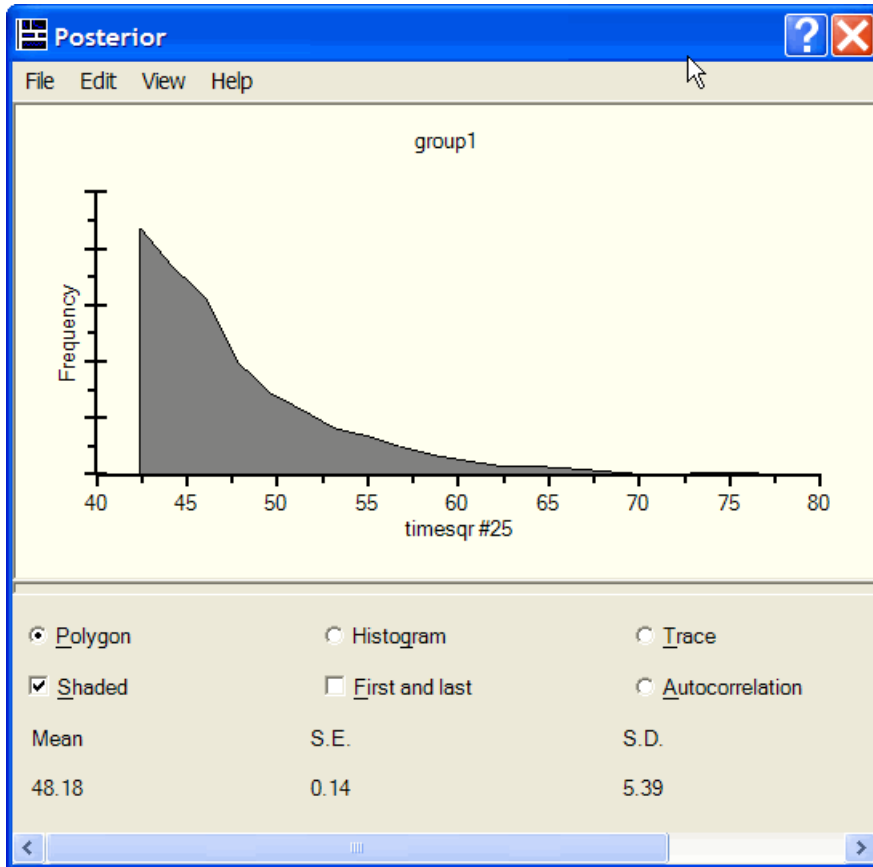 Posterior
File Edit View Help
group1
Frequency
40 45 50 55 60 65 70 75 80
timesqr #25
Polygon Histogram Trace
Shaded First and last Autocorrelation
Mean S.E. S.D.
48.18 0.14 5.39